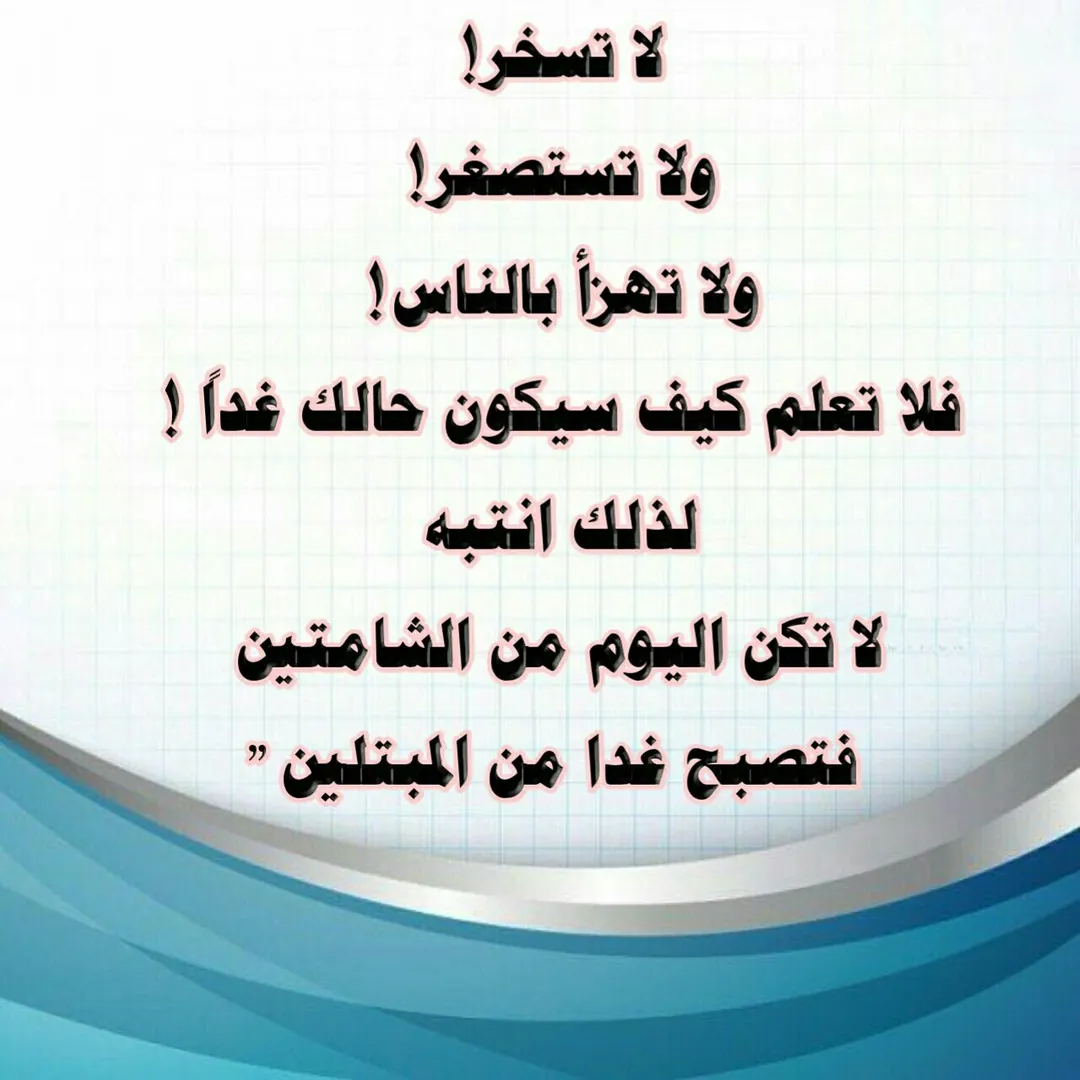 لا تسخر!
ولا تستصغر!
ولا تهزأ بالناس!
فلا تعلم كيف سيكون حالك غداً !
لذلك انتبه
لا تكن اليوم من الشامتين
فتصبح غدا من المبتلين ”